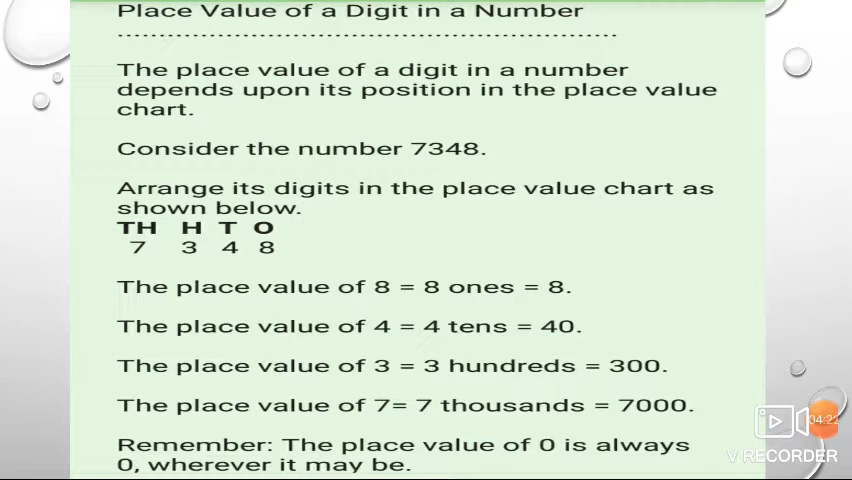 Place Value of a Digit in a Number
............................................................
The place value of a digit in a number
depends upon its position in the place value
chart.
Consider the number 7348.
Arrange its digits in the place value chart as
shown below.
TH H T O
7 3 4 8
The place value of 8 = 8 ones = 8.
The place value of 4 = 4 tens = 40.
The place value of 3 = 3 hundreds = 300.
The place value of 7= 7 thousands = 7000.
Remember: The place value of 0 is always
0, wherever it may be.
04:22
V RECORDER